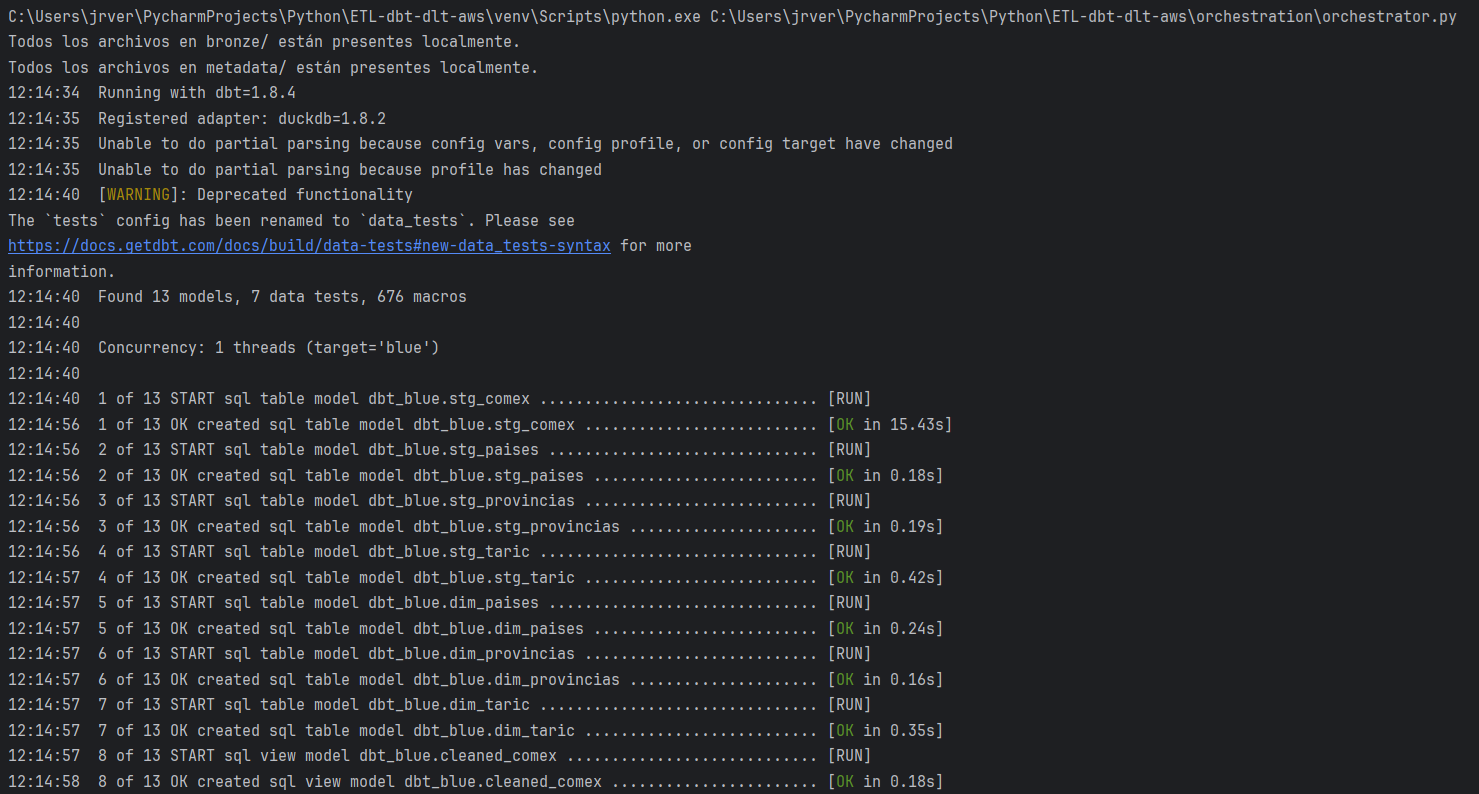 C:\Users\jrver\PycharmProjects\Python\ETL-dbt-dlt-aws\venv\Scripts\python.exe C:\Users\jrver\PycharmProjects\Python\ETL-dbt-dlt-aws\orchestration\orchestrator.py
Todos los archivos en bronze/ están presentes localmente.
Todos los archivos en metadata/ están presentes localmente.
12:14:34  Running with dbt=1.8.4
12:14:35  Registered adapter: duckdb=1.8.2
12:14:35  Unable to do partial parsing because config vars, config profile, or config target have changed
12:14:35  Unable to do partial parsing because profile has changed
12:14:40  [WARNING]: Deprecated functionality
The `tests` config has been renamed to `data_tests`. Please see
https://docs.getdbt.com/docs/build/data-tests#new-data_tests-syntax for more
information.
12:14:40  Found 13 models, 7 data tests, 676 macros
12:14:40
12:14:40  Concurrency: 1 threads (target='blue')
12:14:40
12:14:40  1 of 13 START sql table model dbt_blue.stg_comex ............................... [RUN]
12:14:56  1 of 13 OK created sql table model dbt_blue.stg_comex .......................... [OK in 15.43s]
12:14:56  2 of 13 START sql table model dbt_blue.stg_paises .............................. [RUN]
12:14:56  2 of 13 OK created sql table model dbt_blue.stg_paises ......................... [OK in 0.18s]
12:14:56  3 of 13 START sql table model dbt_blue.stg_provincias .......................... [RUN]
12:14:56  3 of 13 OK created sql table model dbt_blue.stg_provincias ..................... [OK in 0.19s]
12:14:56  4 of 13 START sql table model dbt_blue.stg_taric ............................... [RUN]
12:14:57  4 of 13 OK created sql table model dbt_blue.stg_taric .......................... [OK in 0.42s]
12:14:57  5 of 13 START sql table model dbt_blue.dim_paises .............................. [RUN]
12:14:57  5 of 13 OK created sql table model dbt_blue.dim_paises ......................... [OK in 0.24s]
12:14:57  6 of 13 START sql table model dbt_blue.dim_provincias .......................... [RUN]
12:14:57  6 of 13 OK created sql table model dbt_blue.dim_provincias ..................... [OK in 0.16s]
12:14:57  7 of 13 START sql table model dbt_blue.dim_taric ............................... [RUN]
12:14:57  7 of 13 OK created sql table model dbt_blue.dim_taric .......................... [OK in 0.35s]
12:14:57  8 of 13 START sql view model dbt_blue.cleaned_comex ............................ [RUN]
12:14:58  8 of 13 OK created sql view model dbt_blue.cleaned_comex ....................... [OK in 0.18s]